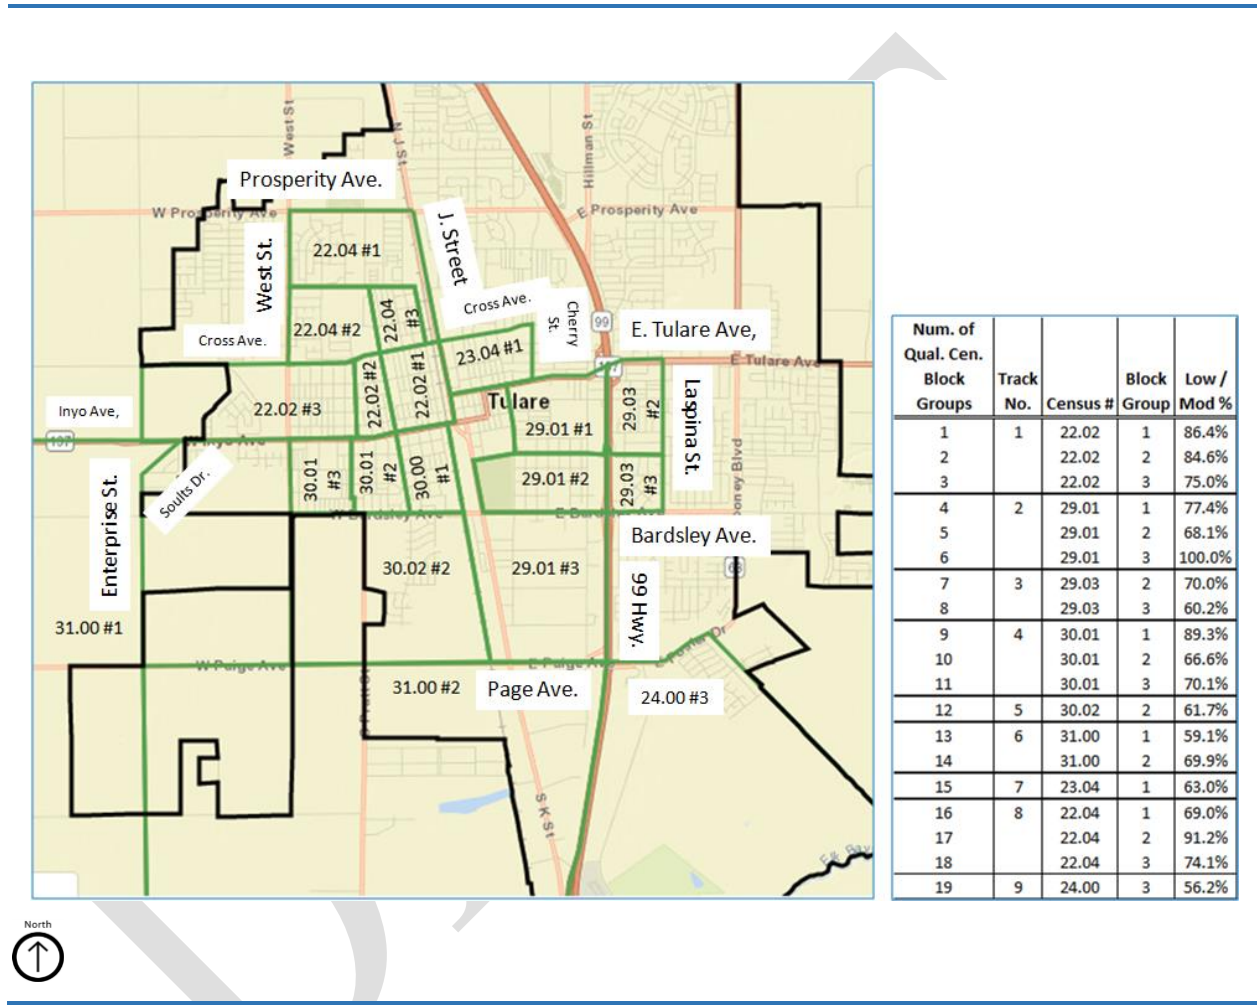 West St
N J St
Hillman St
Prosperity Ave.
W Prosperity Ave
E Prosperity Ave
J. Street
22.04 #1
West St.
Cross Ave.
Cherry
St.
99
E. Tulare Ave,
22.04 #2
22.04
#3
Cross Ave.
23.04 #1
E Tulare Ave
22.02 #2
22.02 #1
Tulare
29.03
#2
Laspina St.
Inyo Ave,
22.02 #3
29.01 #1
137
W Inyo Ave
Soults Dr.
Enterprise St.
30.01
#3
30.01
#2
30.00
#1
29.01 #2
29.03
#3
W Bardsley Ave
Bardsley Ave.
30.02 #2
29.01 #3
99 Hwy.
63
31.00 #1
W Paige Ave
E Paige Ave
E Foster Dr
31.00 #2
Page Ave.
24.00 #3
S K St
North
Num. of
Qual. Cen.
Block Track Block Low /
Groups No. Census # Group Mod %
1 1 22.02 1 86.4%
2 22.02 2 84.6%
3 22.02 3 75.0%
4 2 29.01 1 77.4%
5 29.01 2 68.1%
6 29.01 3 100.0%
7 3 29.03 2 70.0%
8 29.03 3 60.2%
9 4 30.01 1 89.3%
10 30.01 2 66.6%
11 30.01 3 70.1%
12 5 30.02 2 61.7%
13 6 31.00 1 59.1%
14 31.00 2 69.9%
15 7 23.04 1 63.0%
16 8 22.04 1 69.0%
17 22.04 2 91.2%
18 22.04 3 74.1%
19 9 24.00 3 56.2%